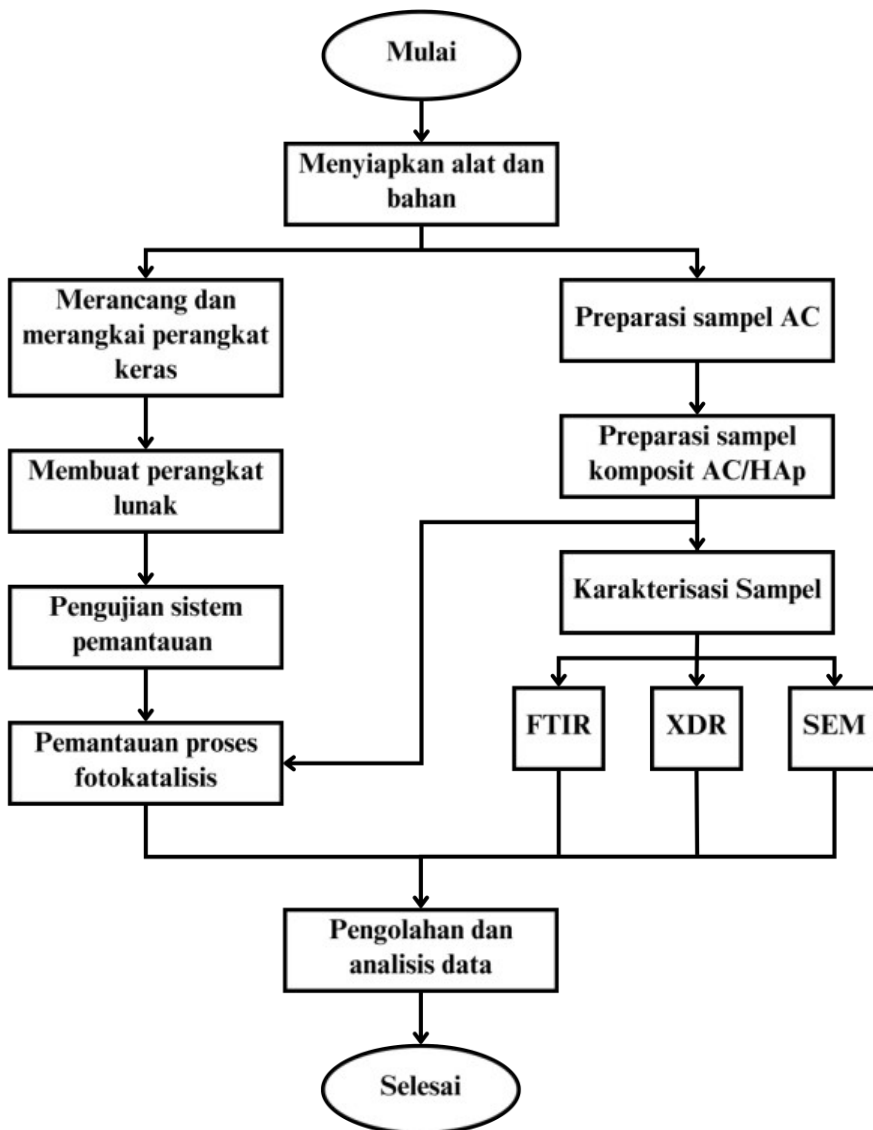 Mulai
Menyiapkan alat dan
bahan
Merancang dan
merangkai perangkat
keras
Preparasi sampel AC
Membuat perangkat
lunak
Preparasi sampel
komposit AC/HAp
Pengujian sistem
pemantauan
Karakterisasi Sampel
Pemantauan proses
fotokatalisis
FTIR
XDR
SEM
Pengolahan dan
analisis data
Selesai